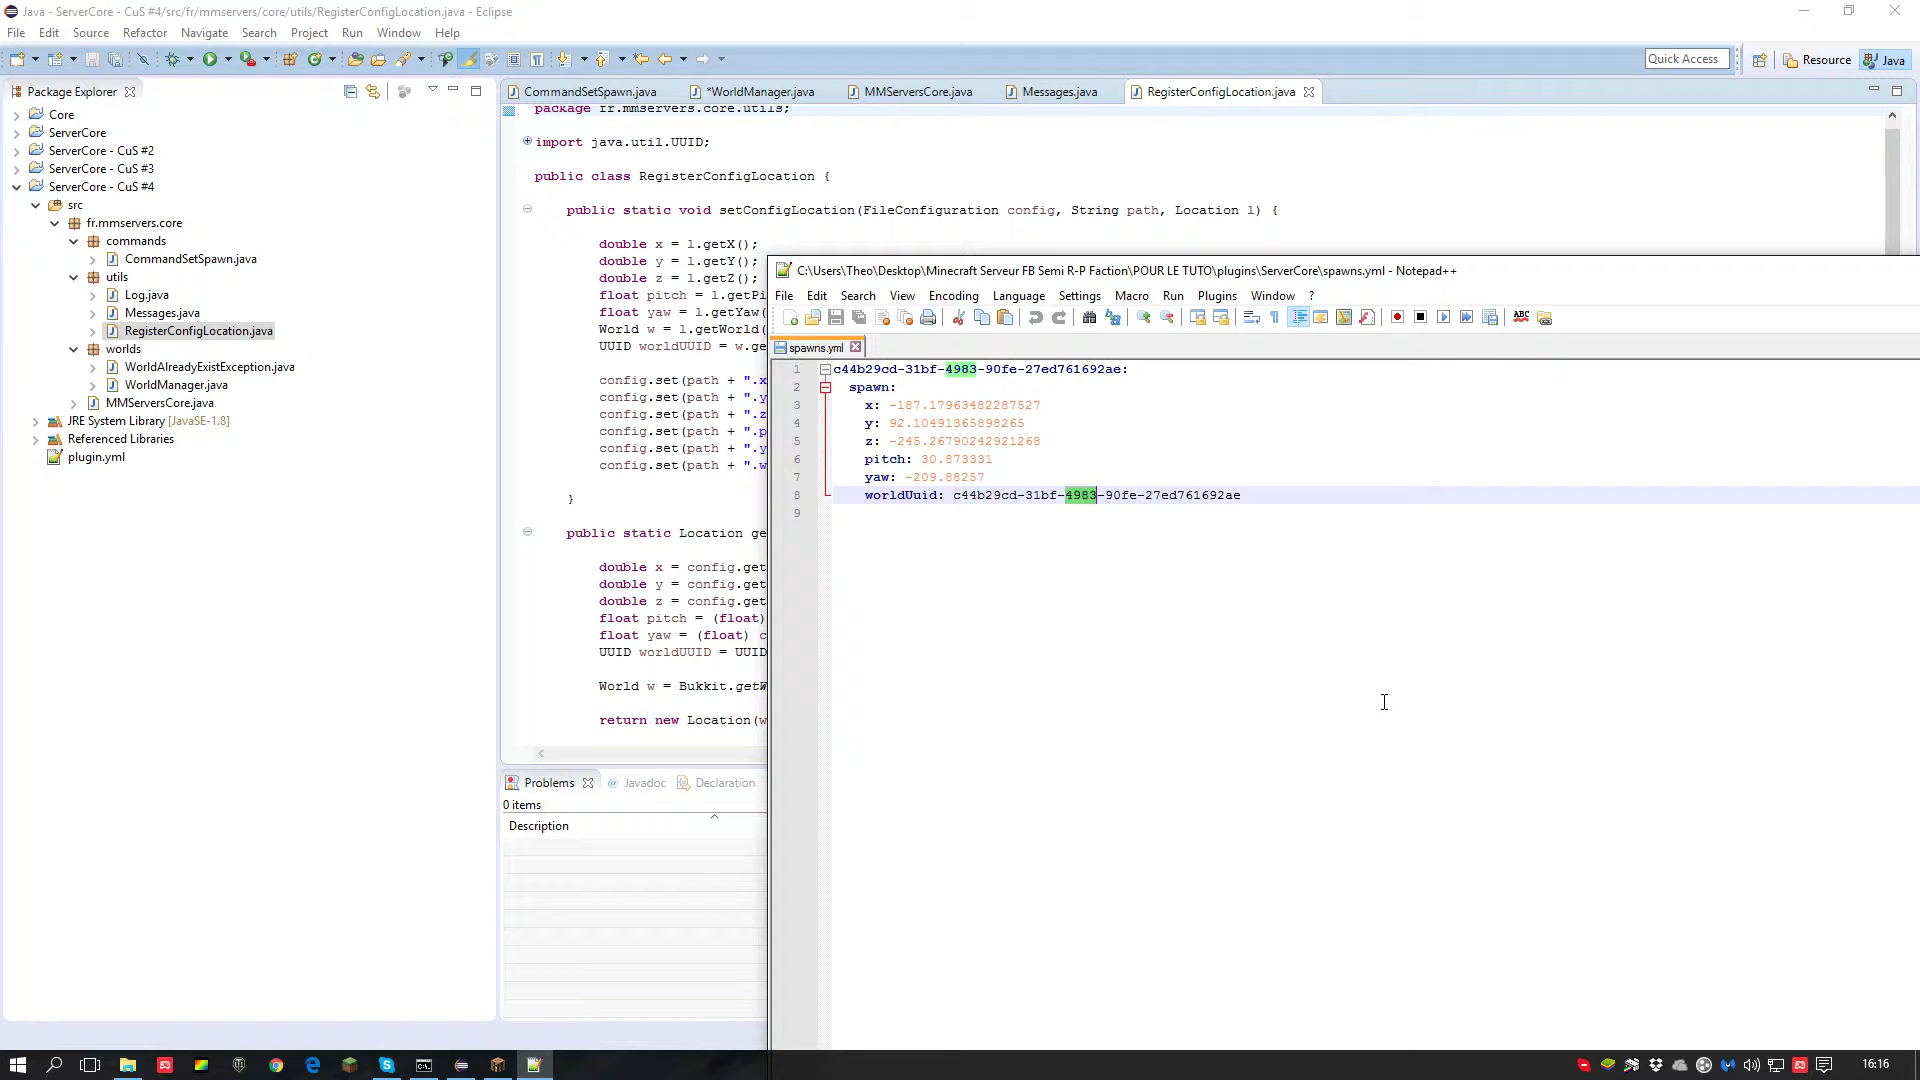 Java - ServerCore - CuS #4/src/fr/mmservers/core/utils/RegisterConfigLocation.java - Eclipse
File Edit Source Refactor Navigate Search Project Run Window Help
Quick Access
Resource
Java
Package Explorer
Core
ServerCore
ServerCore - CuS #2
ServerCore - CuS #3
ServerCore - CuS #4
src
fr.mmservers.core
commands
CommandSetSpawn.java
utils
Log.java
Messages.java
RegisterConfigLocation.java
worlds
WorldAlreadyExistException.java
WorldManager.java
MMServersCore.java
JRE System Library [JavaSE-1.8]
Referenced Libraries
plugin.yml
CommandSetSpawn.java *WorldManager.java MMServersCore.java Messages.java RegisterConfigLocation.java
package fr.mmservers.core.utils;
import java.util.UUID;
public class RegisterConfigLocation {
public static void setConfigLocation(FileConfiguration config, String path, Location l) {
double x = l.getX();
double y = l.getY();
double z = l.getZ();
float pitch = l.getPi
float yaw = l.getYaw(
World w = l.getWorld(
UUID worldUUID = w.ge
config.set(path + ".x
config.set(path + ".y
config.set(path + ".z
config.set(path + ".p
config.set(path + ".y
config.set(path + ".w
}
public static Location ge
double x = config.get
double y = config.get
double z = config.get
float pitch = (float)
float yaw = (float) c
UUID worldUUID = UUID
World w = Bukkit.getW
return new Location(w
Problems Javadoc Declaration
0 items
Description
C:\Users\Theo\Desktop\Minecraft Serveur FB Semi R-P Faction\POUR LE TUTO\plugins\ServerCore\spawns.yml - Notepad++
File Edit Search View Encoding Language Settings Macro Run Plugins Window ?
ABC
spawns.yml
1 c44b29cd-31bf-4983-90fe-27ed761692ae:
2 spawn:
3 x: -187.17963482287527
4 y: 92.10491365898265
5 z: -245.26790242921268
6 pitch: 30.873331
7 yaw: -209.88257
8 worldUuid: c44b29cd-31bf-4983-90fe-27ed761692ae
9
16:16